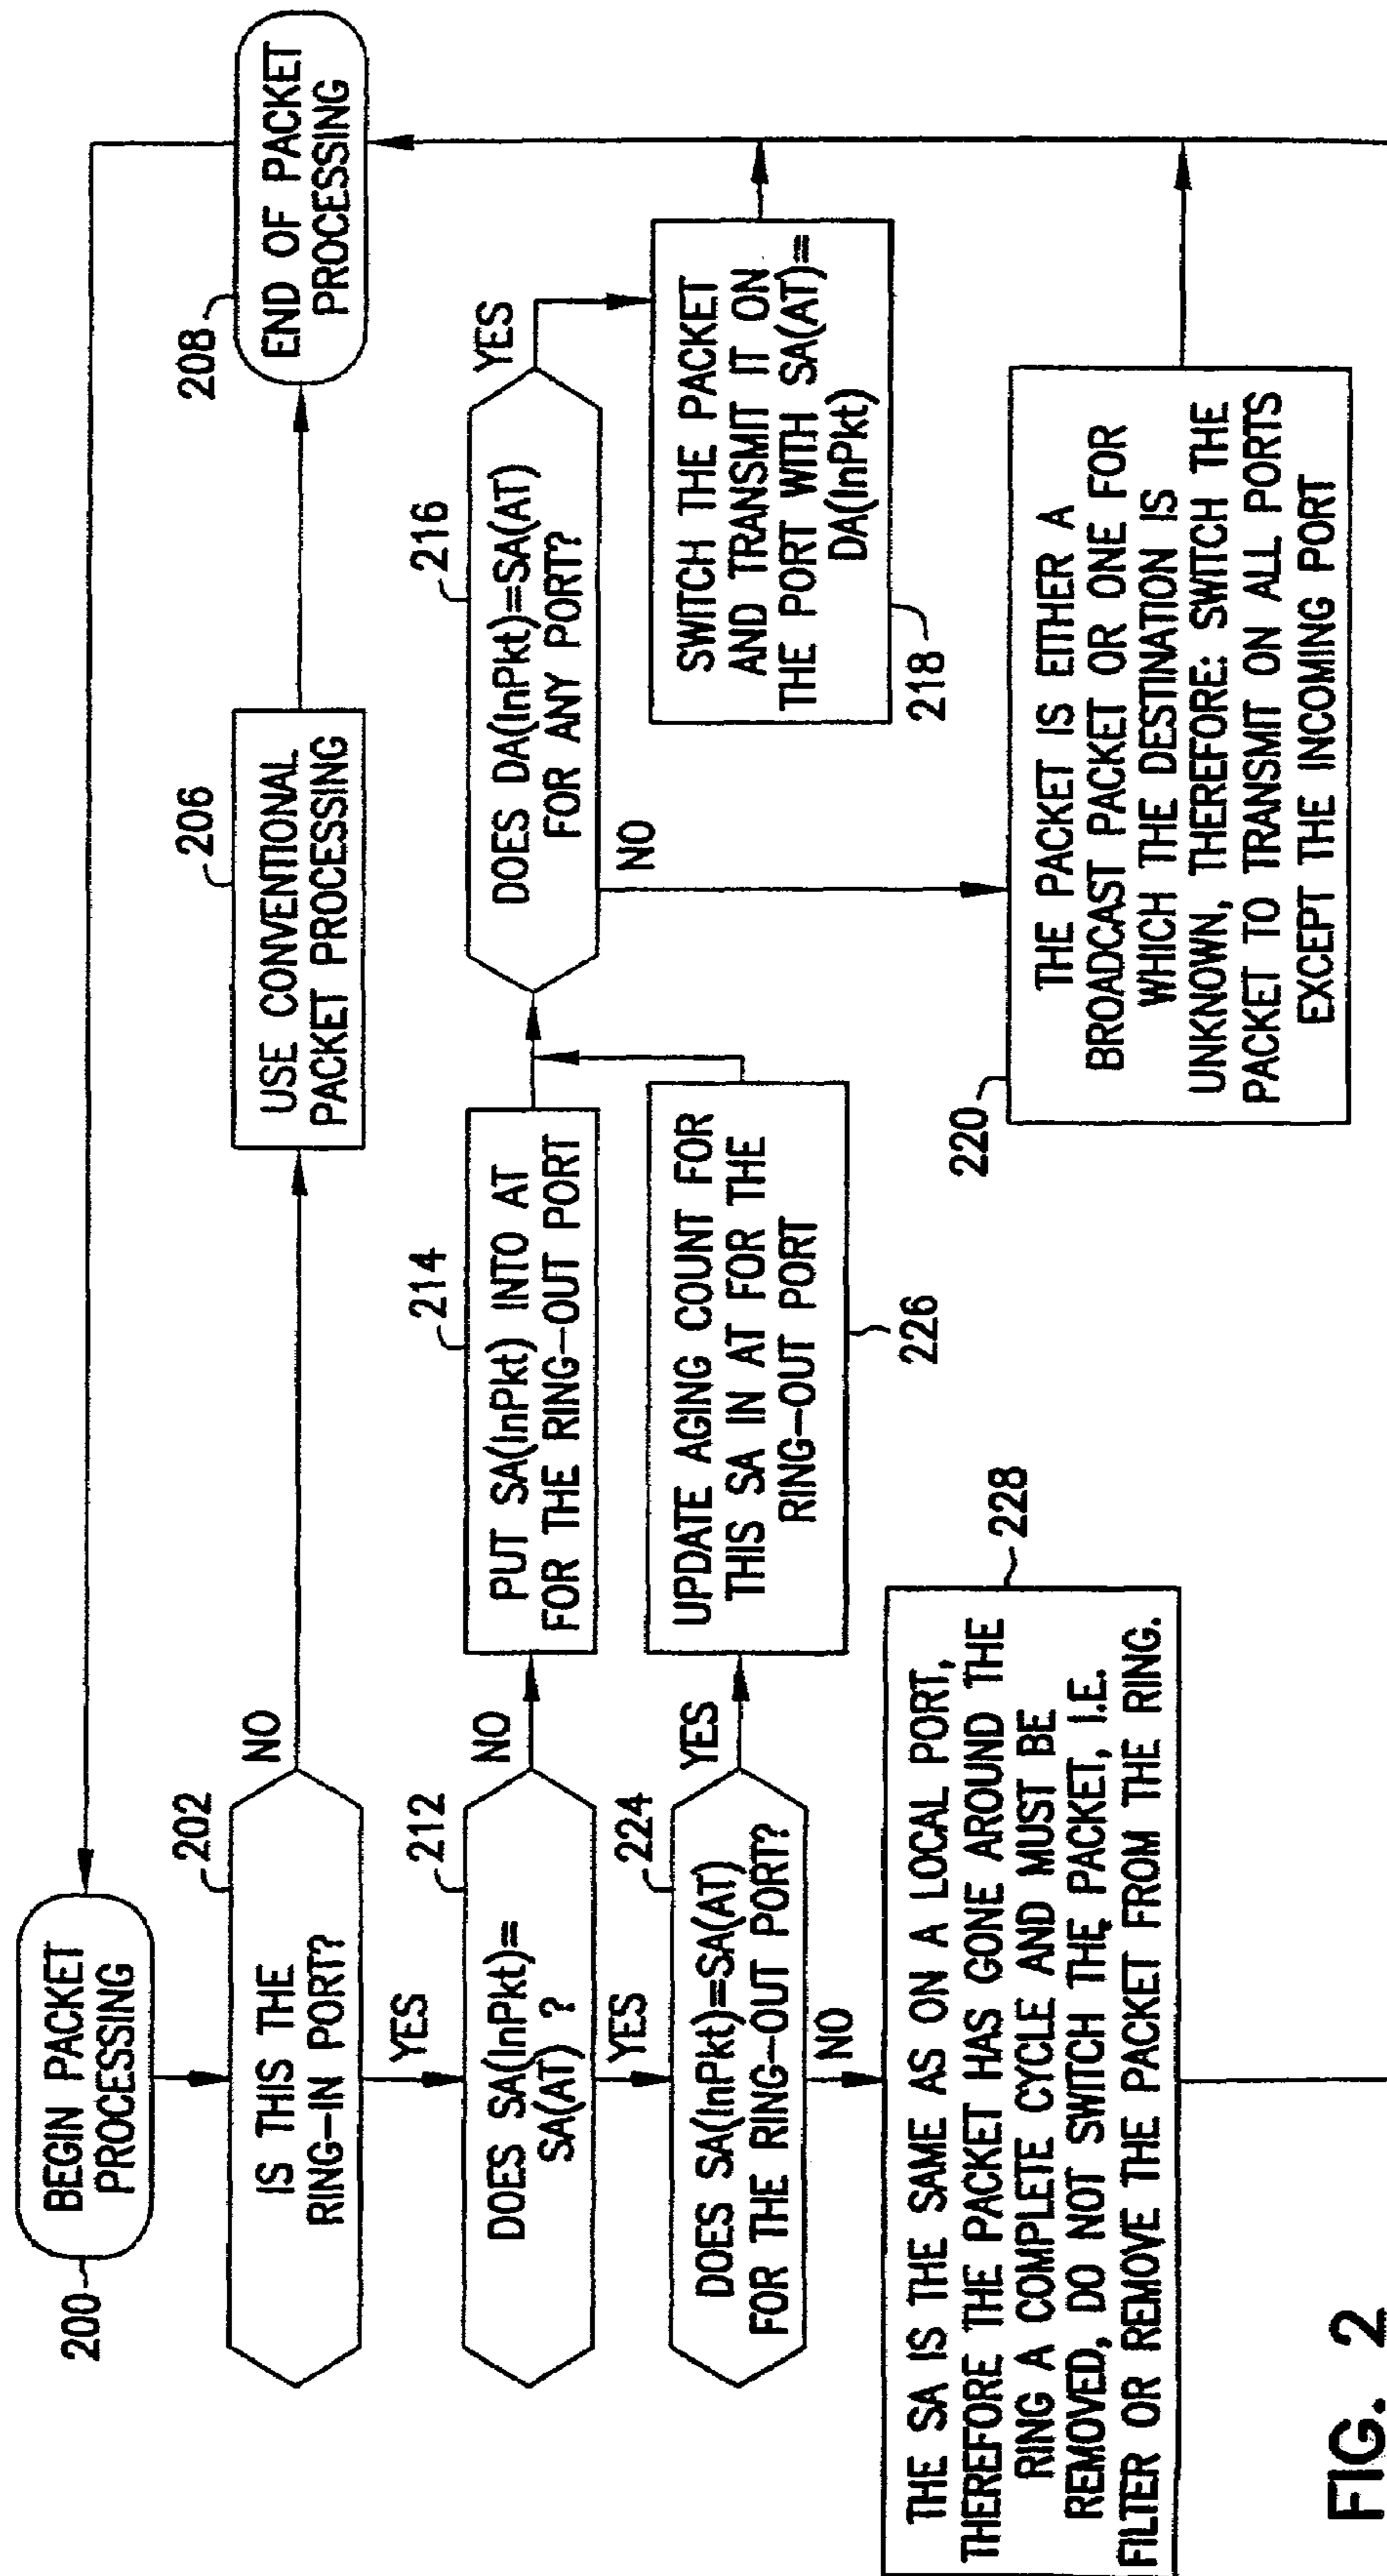 200
BEGIN PACKET
PROCESSING
202
IS THIS THE
RING-IN PORT?
NO
YES
206
USE CONVENTIONAL
PACKET PROCESSING
208
END OF PACKET
PROCESSING
212
DOES SA(InPkt)=
SA(AT) ?
NO
YES
214
PUT SA(InPkt) INTO AT
FOR THE RING-OUT PORT
216
DOES DA(InPkt)=SA(AT)
FOR ANY PORT?
YES
NO
224
DOES SA(InPkt)=SA(AT)
FOR THE RING-OUT PORT?
YES
NO
UPDATE AGING COUNT FOR
THIS SA IN AT FOR THE
RING-OUT PORT
226
SWITCH THE PACKET
AND TRANSMIT IT ON
THE PORT WITH SA(AT)=
DA(InPkt)
218
228
THE SA IS THE SAME AS ON A LOCAL PORT,
THEREFORE THE PACKET HAS GONE AROUND THE
RING A COMPLETE CYCLE AND MUST BE
REMOVED, DO NOT SWITCH THE PACKET, I.E.
FILTER OR REMOVE THE PACKET FROM THE RING.
220
THE PACKET IS EITHER A
BROADCAST PACKET OR ONE FOR
WHICH THE DESTINATION IS
UNKNOWN, THEREFORE: SWITCH THE
PACKET TO TRANSMIT ON ALL PORTS
EXCEPT THE INCOMING PORT
FIG. 2